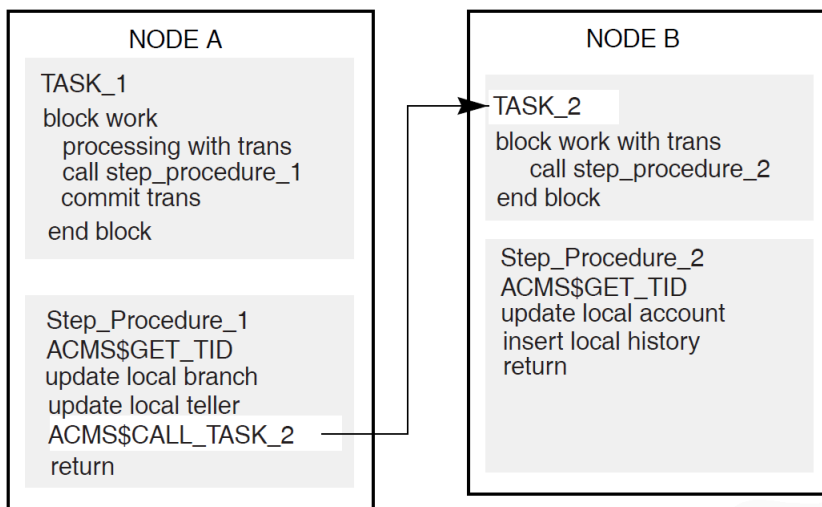 NODE A
TASK_1
block work
processing with trans
call step_procedure_1
commit trans
end block
Step_Procedure_1
ACMS$GET_TID
update local branch
update local teller
ACMS$CALL_TASK_2
return
NODE B
TASK_2
block work with trans
call step_procedure_2
end block
Step_Procedure_2
ACMS$GET_TID
update local account
insert local history
return